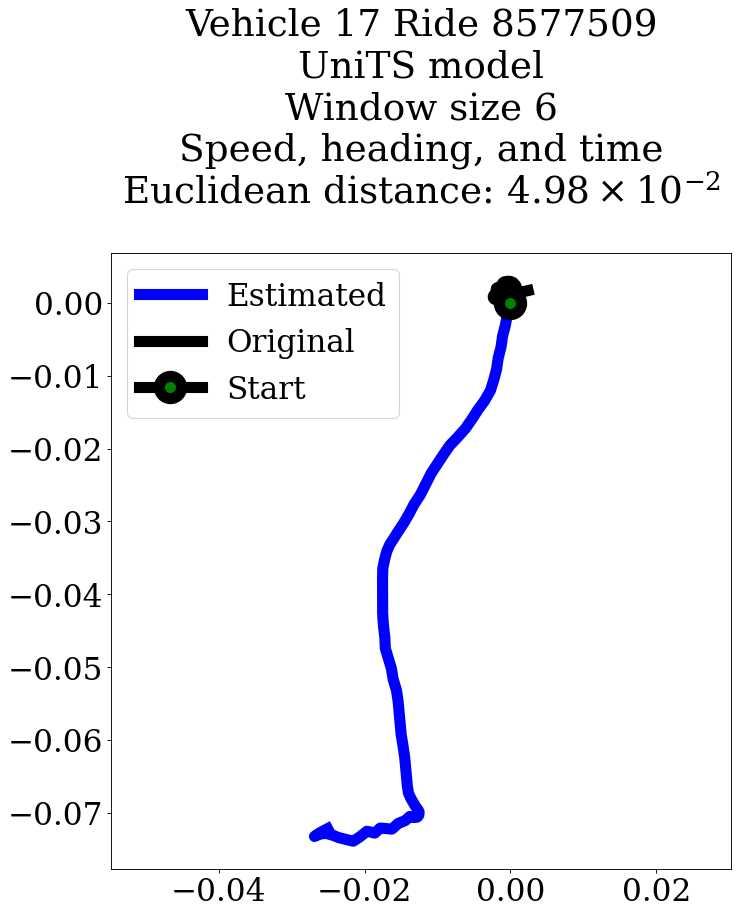 Vehicle 17 Ride 8577509
UniTS model
Window size 6
Speed, heading, and time
Euclidean distance: 4.98 × 10⁻²
Estimated
Original
Start
0.00
−0.01
−0.02
−0.03
−0.04
−0.05
−0.06
−0.07
−0.04 −0.02 0.00 0.02